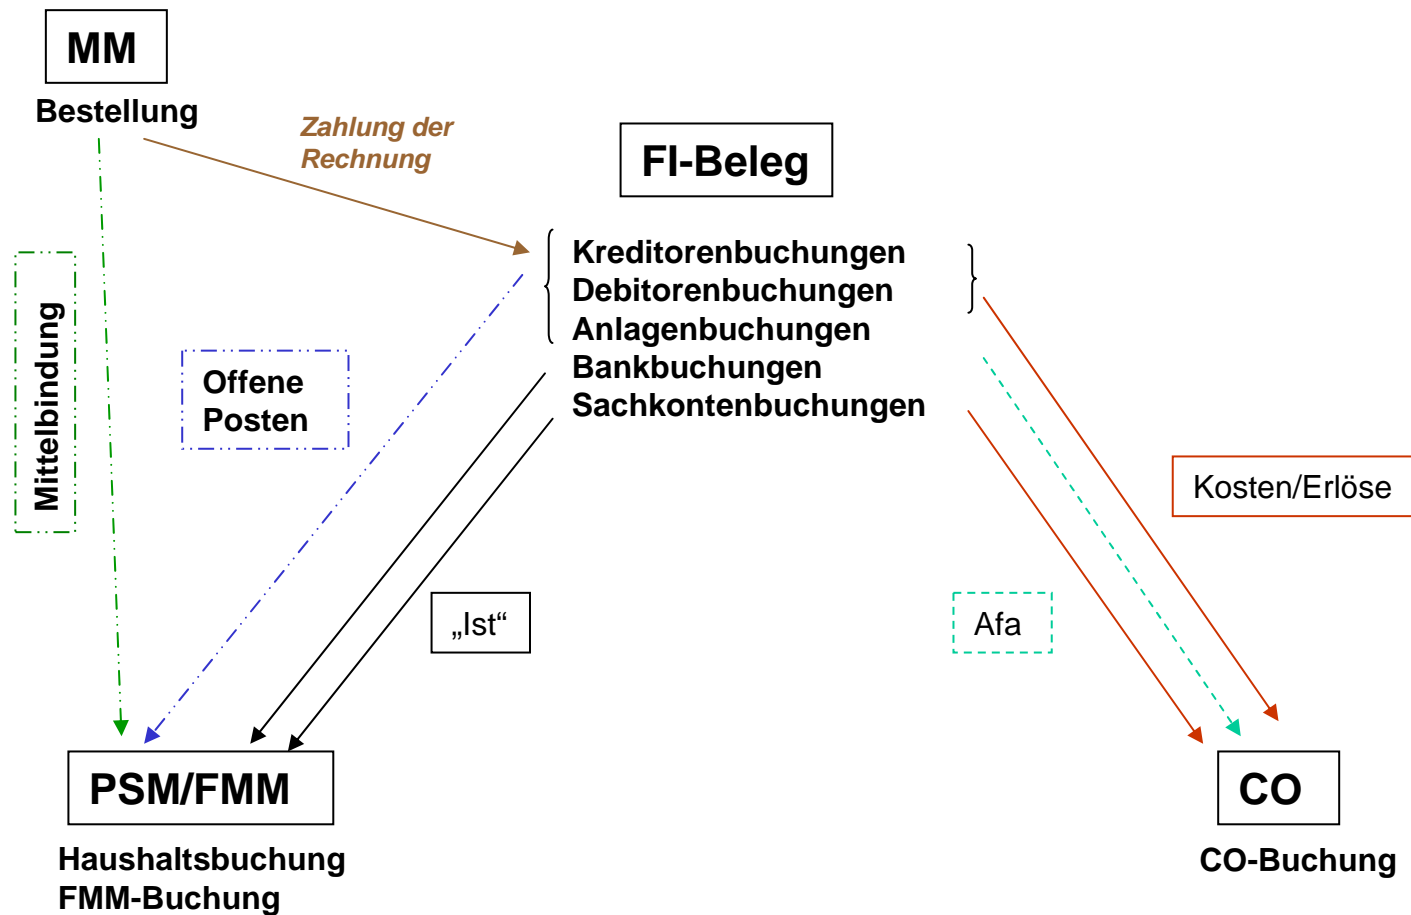 MM
Bestellung
Zahlung der
Rechnung
FI-Beleg
Kreditorenbuchungen
Debitorenbuchungen
Anlagenbuchungen
Bankbuchungen
Sachkontenbuchungen
Mittelbindung
Offene
Posten
Kosten/Erlöse
„Ist“
Afa
PSM/FMM
CO
Haushaltsbuchung
FMM-Buchung
CO-Buchung